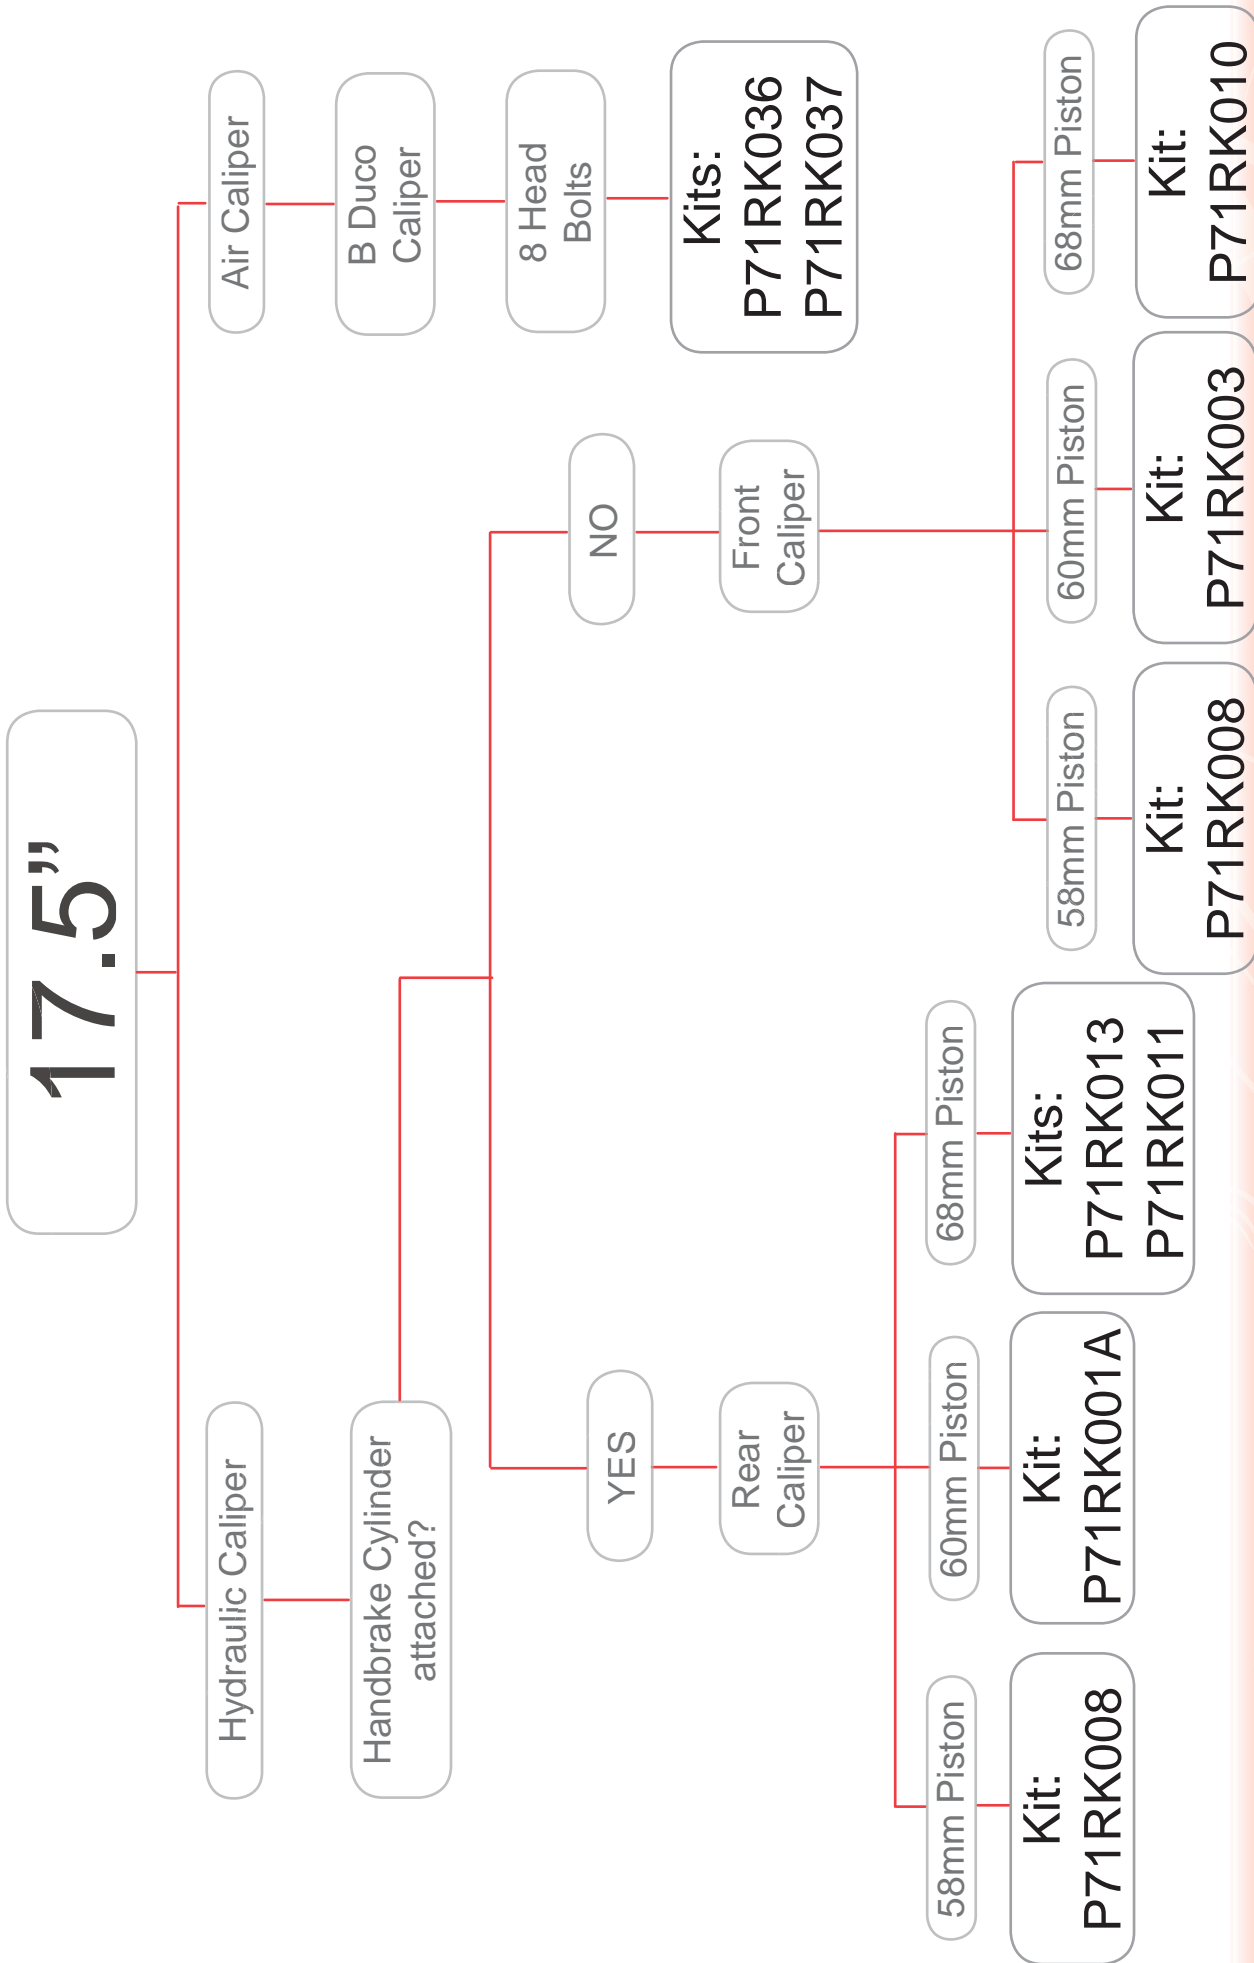 17.5”
Hydraulic Caliper
Air Caliper
Handbrake Cylinder
attached?
B Duco
Caliper
8 Head
Bolts
Kits:
P71RK036
P71RK037
YES
NO
Rear
Caliper
Front
Caliper
58mm Piston
60mm Piston
68mm Piston
Kit:
P71RK008
Kit:
P71RK001A
Kits:
P71RK013
P71RK011
58mm Piston
60mm Piston
68mm Piston
Kit:
P71RK008
Kit:
P71RK003
Kit:
P71RK010